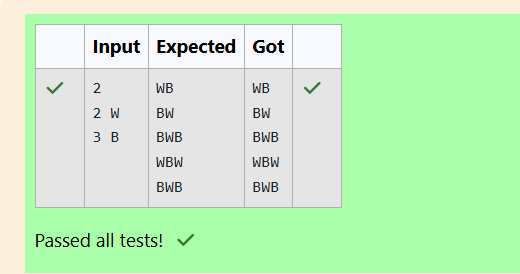 Input Expected Got
2 WB WB
2 W BW BW
3 B BWB BWB
WBW WBW
BWB BWB
Passed all tests!